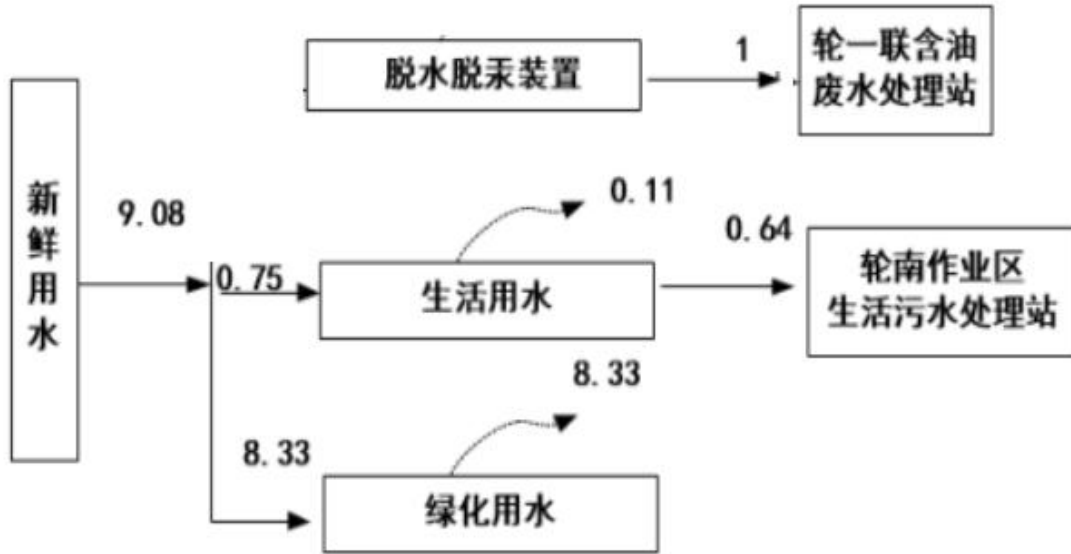 脱水脱汞装置
1
轮一联含油
废水处理站
新鲜用水
9.08
0.75
生活用水
0.11
0.64
轮南作业区
生活污水处理站
8.33
绿化用水
8.33